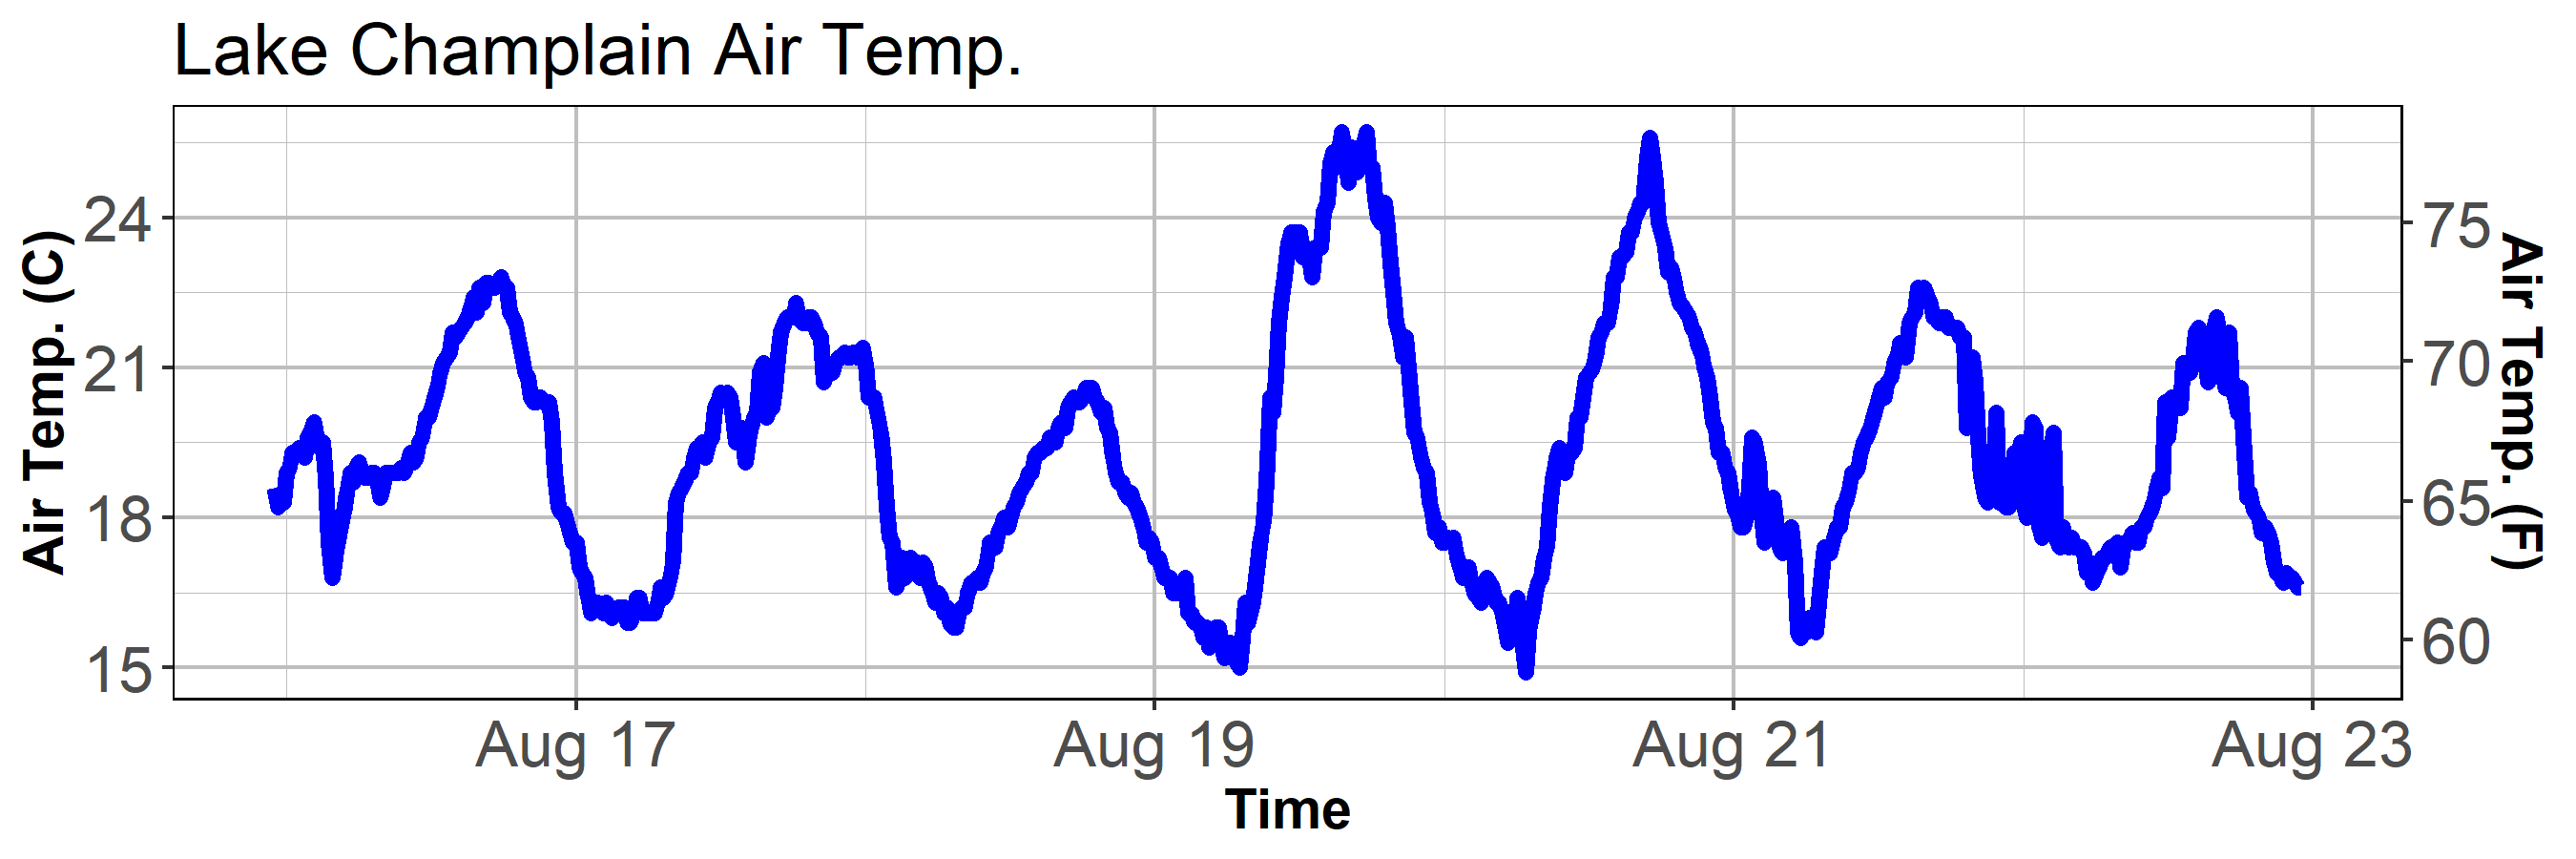 Lake Champlain Air Temp.
Air Temp. (C)
24
21
18
15
75
70
65
60
Air Temp. (F)
Aug 17
Aug 19
Aug 21
Aug 23
Time